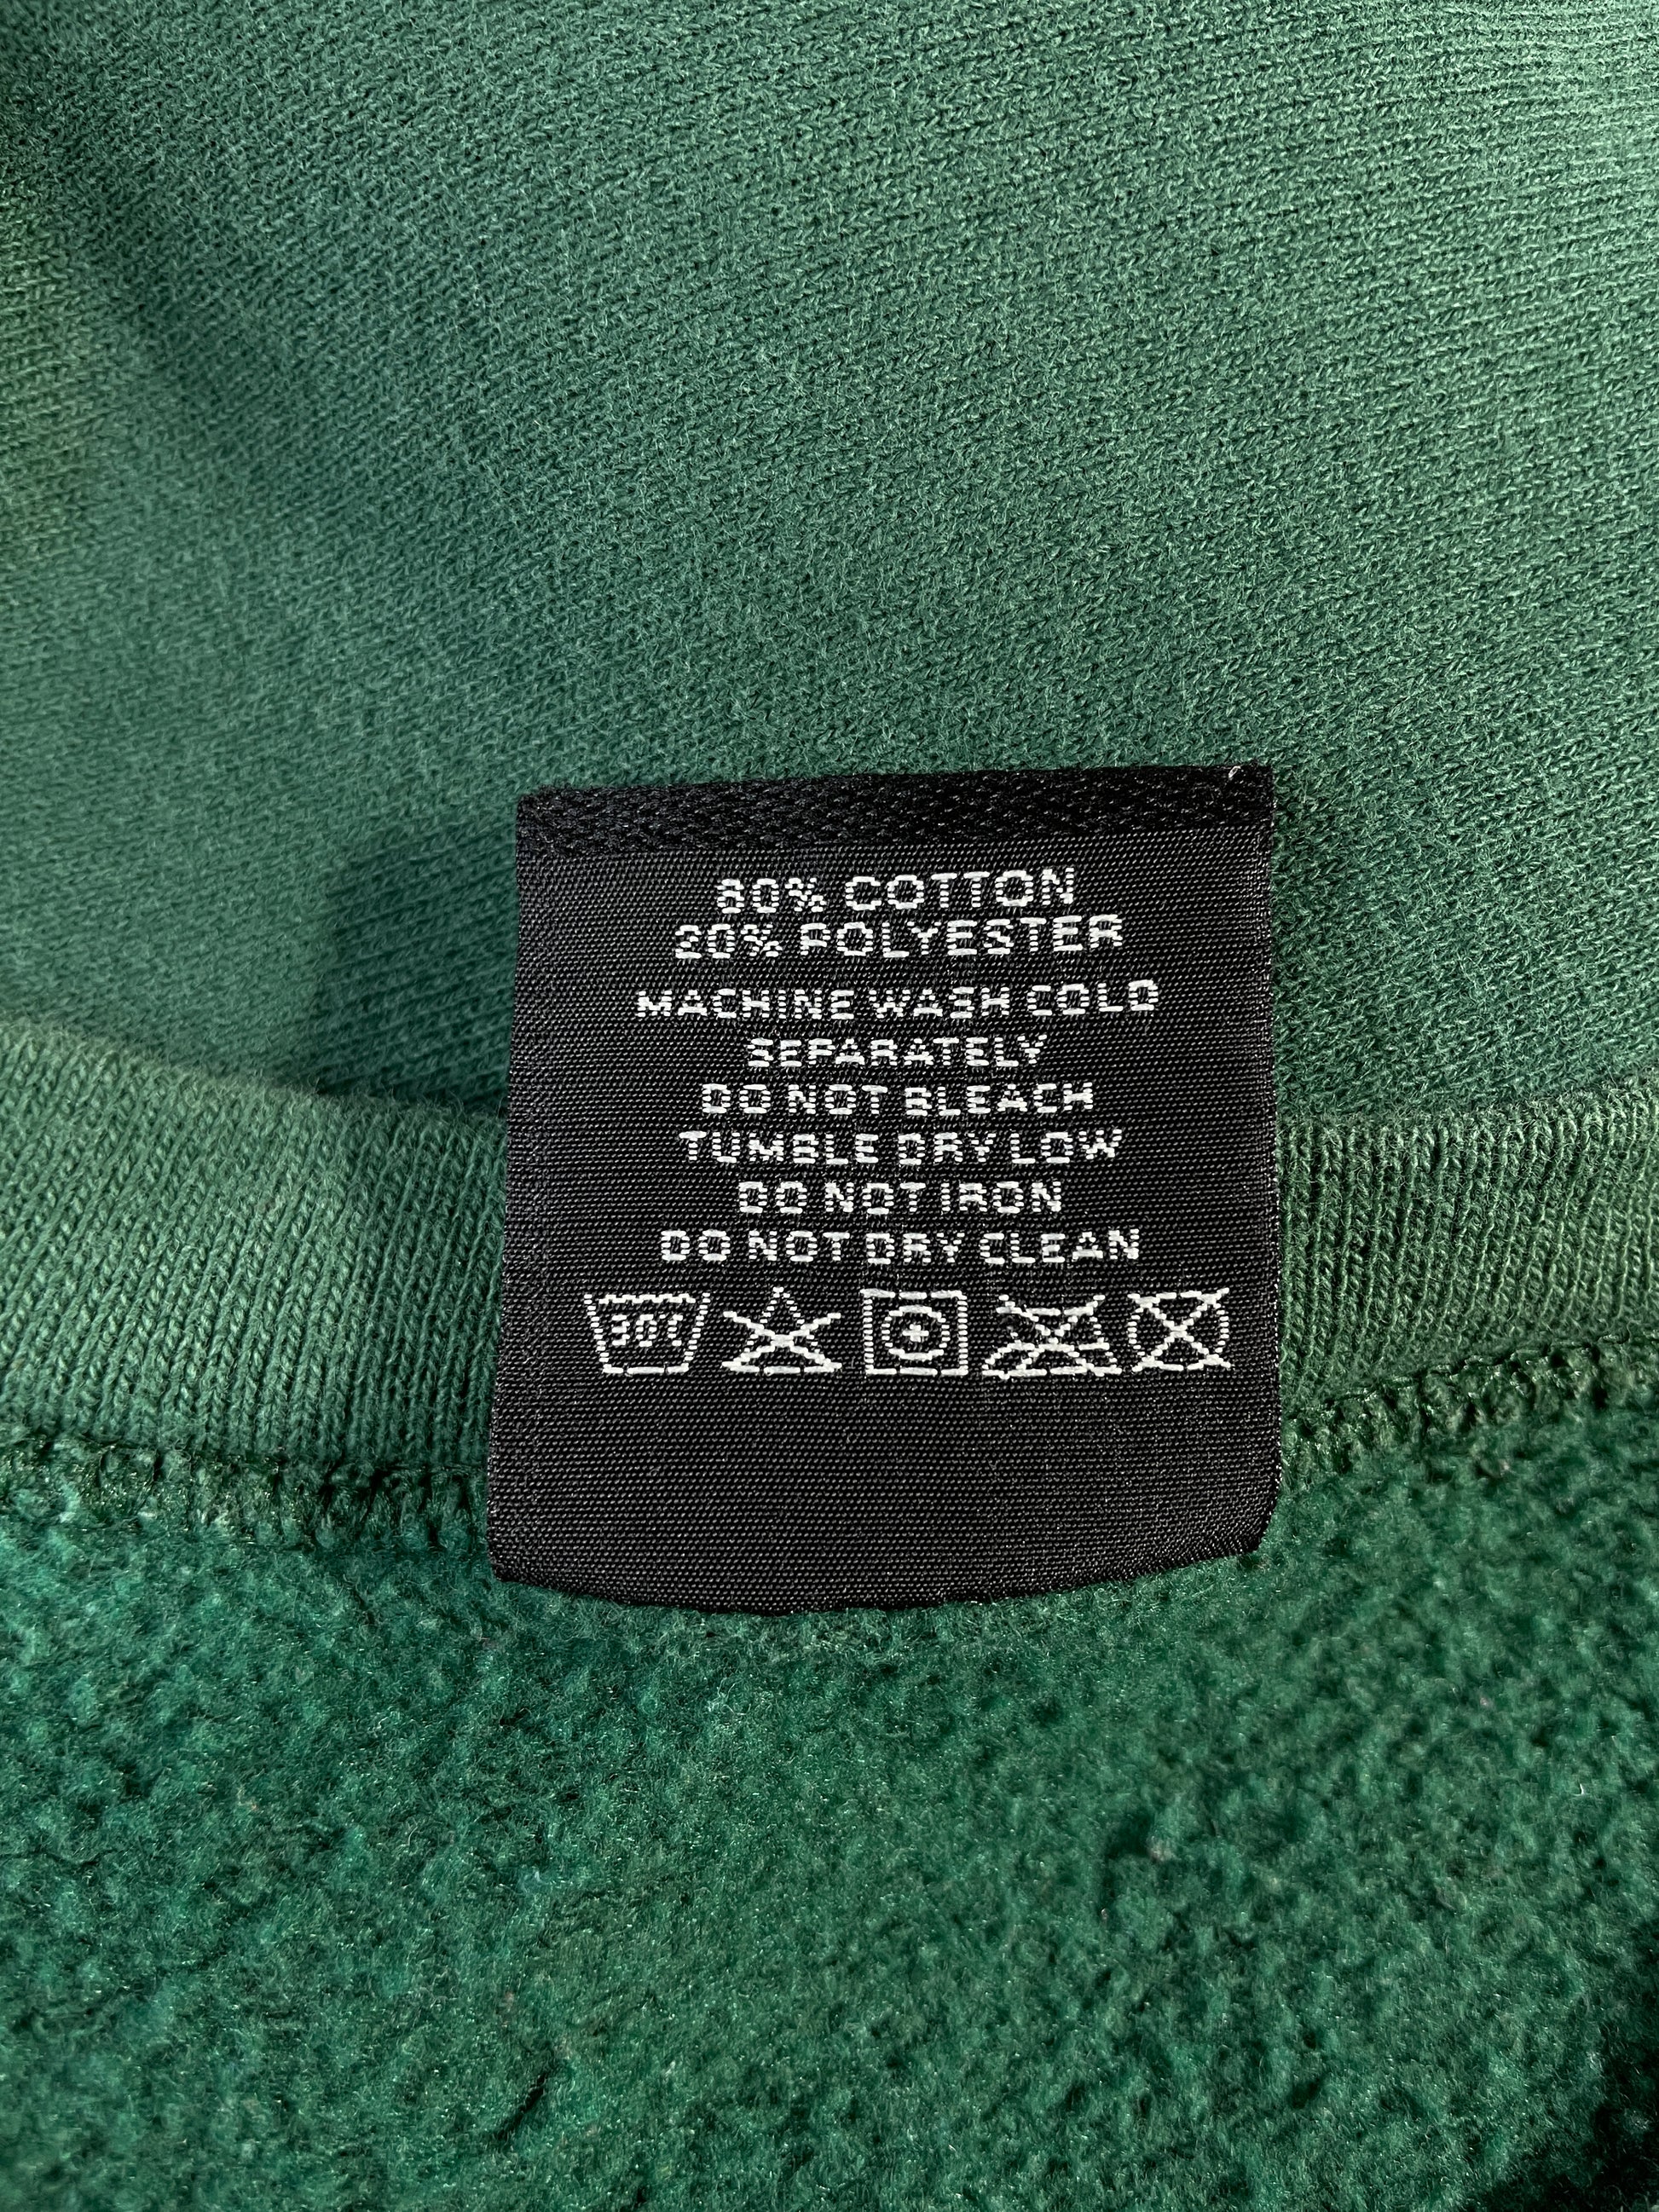 80% COTTON
20% POLYESTER
MACHINE WASH COLD
SEPARATELY
DO NOT BLEACH
TUMBLE DRY LOW
DO NOT IRON
DO NOT DRY CLEAN
30℃